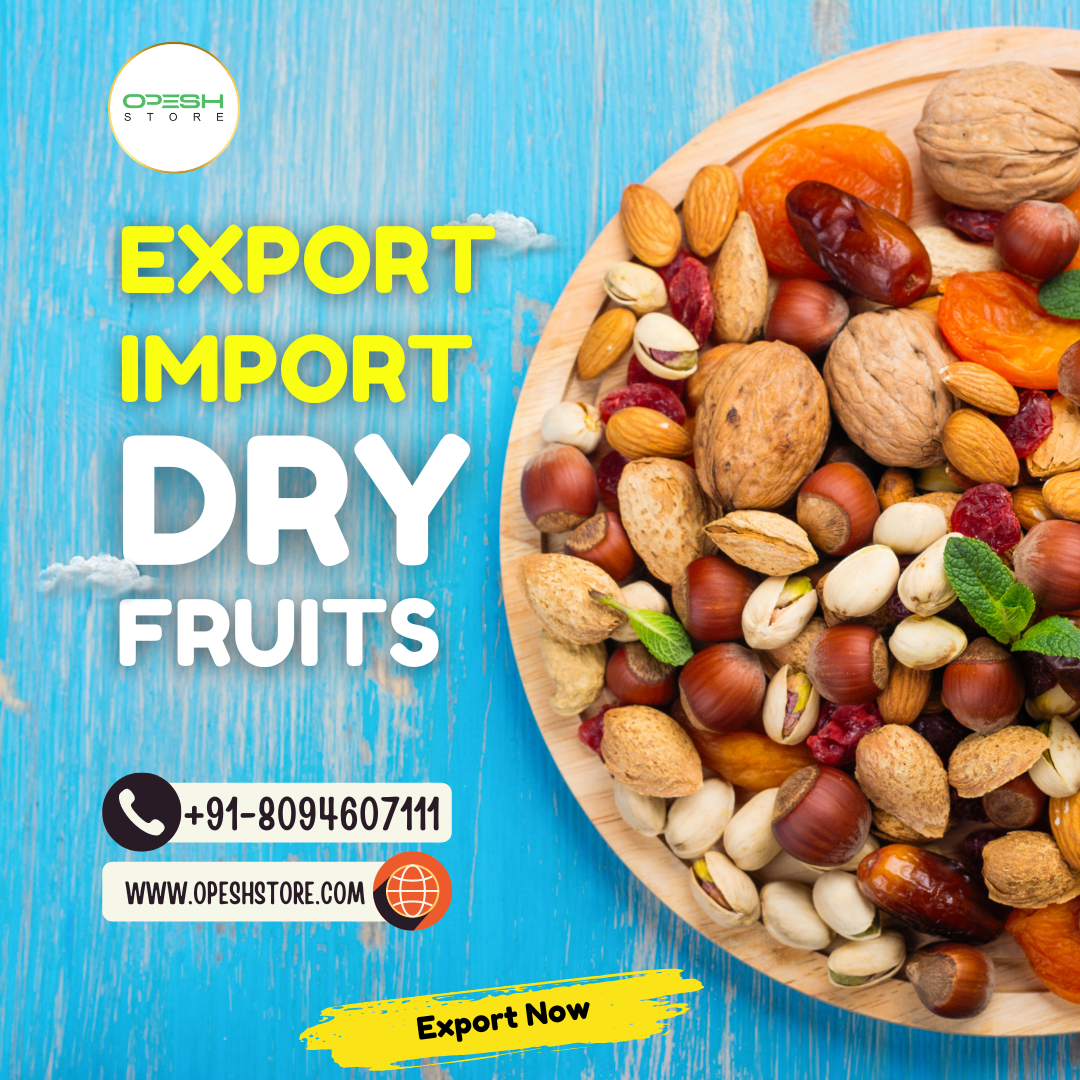 OPESH
STORE
EXPORT
IMPORT
DRY
FRUITS
+91-8094607111
WWW.OPESHSTORE.COM
Export Now